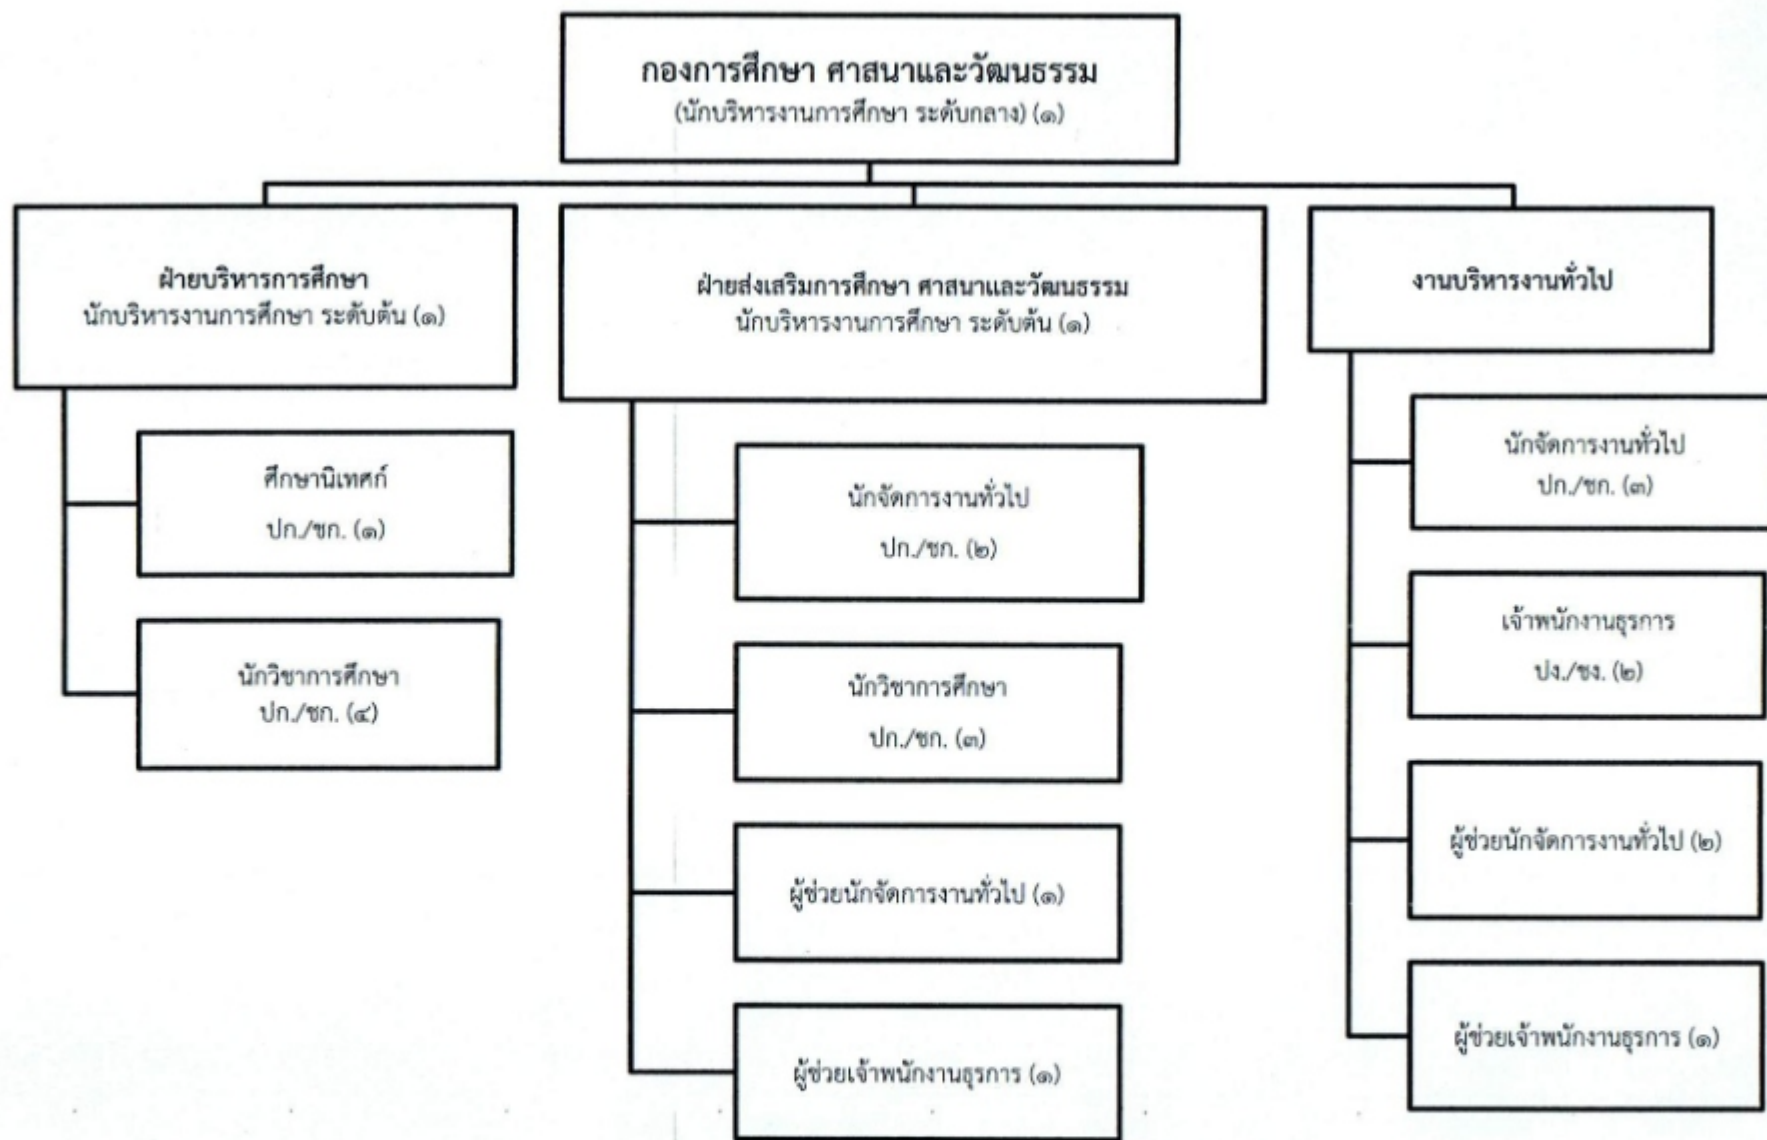 กองการศึกษา ศาสนาและวัฒนธรรม
(นักบริหารงานการศึกษา ระดับกลาง) (๑)
ฝ่ายบริหารการศึกษา
นักบริหารงานการศึกษา ระดับต้น (๑)
ศึกษานิเทศก์
ปก./ชก. (๑)
นักวิชาการศึกษา
ปก./ชก. (๔)
ฝ่ายส่งเสริมการศึกษา ศาสนาและวัฒนธรรม
นักบริหารงานการศึกษา ระดับต้น (๑)
นักจัดการงานทั่วไป
ปก./ชก. (๒)
นักวิชาการศึกษา
ปก./ชก. (๓)
ผู้ช่วยนักจัดการงานทั่วไป (๑)
ผู้ช่วยเจ้าพนักงานธุรการ (๑)
งานบริหารงานทั่วไป
นักจัดการงานทั่วไป
ปก./ชก. (๓)
เจ้าพนักงานธุรการ
ปง./ชง. (๒)
ผู้ช่วยนักจัดการงานทั่วไป (๒)
ผู้ช่วยเจ้าพนักงานธุรการ (๑)